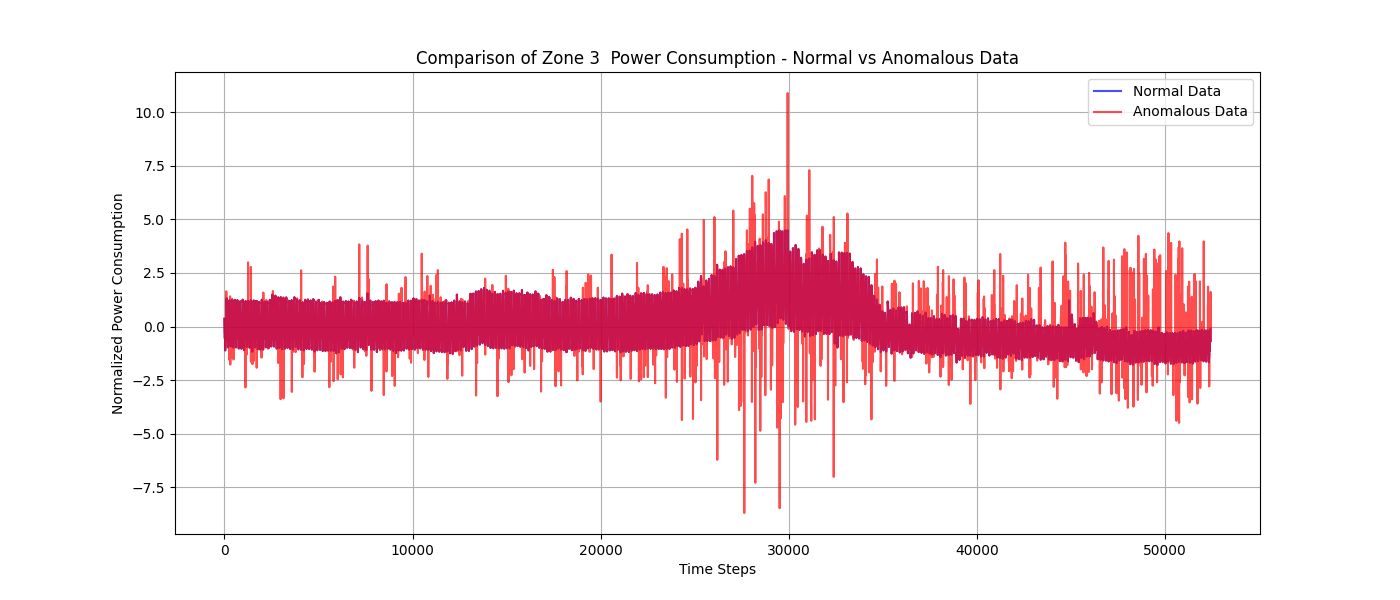 Comparison of Zone 3  Power Consumption - Normal vs Anomalous Data
Normal Data
Anomalous Data
Normalized Power Consumption
10.0
7.5
5.0
2.5
0.0
−2.5
−5.0
−7.5
0
10000
20000
30000
40000
50000
Time Steps